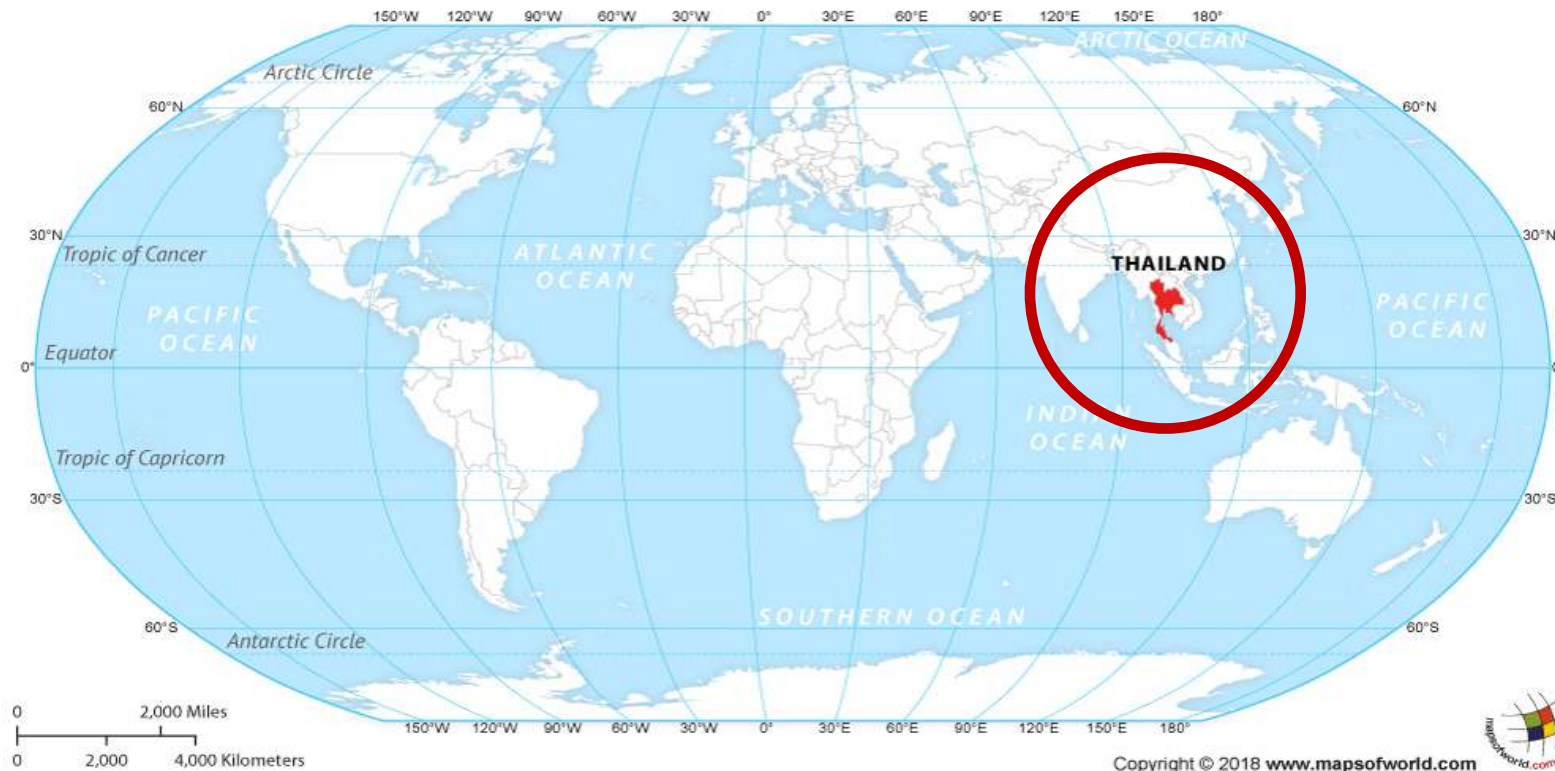 150°W 120°W 90°W 60°W 30°W 0° 30°E 60°E 90°E 120°E 150°E 180°
ARCTIC OCEAN
Arctic Circle
60°N 60°N
30°N 30°N
Tropic of Cancer
ATLANTIC
OCEAN
THAILAND
PACIFIC
OCEAN
PACIFIC
OCEAN
Equator
0° 0
INDIAN
OCEAN
Tropic of Capricorn
30°S 30°S
SOUTHERN OCEAN
60°S 60°S
Antarctic Circle
0 2,000 Miles
0 2,000 4,000 Kilometers
150°W 120°W 90°W 60°W 30°W 0° 30°E 60°E 90°E 120°E 150°E 180°
Copyright © 2018 www.mapsofworld.com
mapsofworld.com